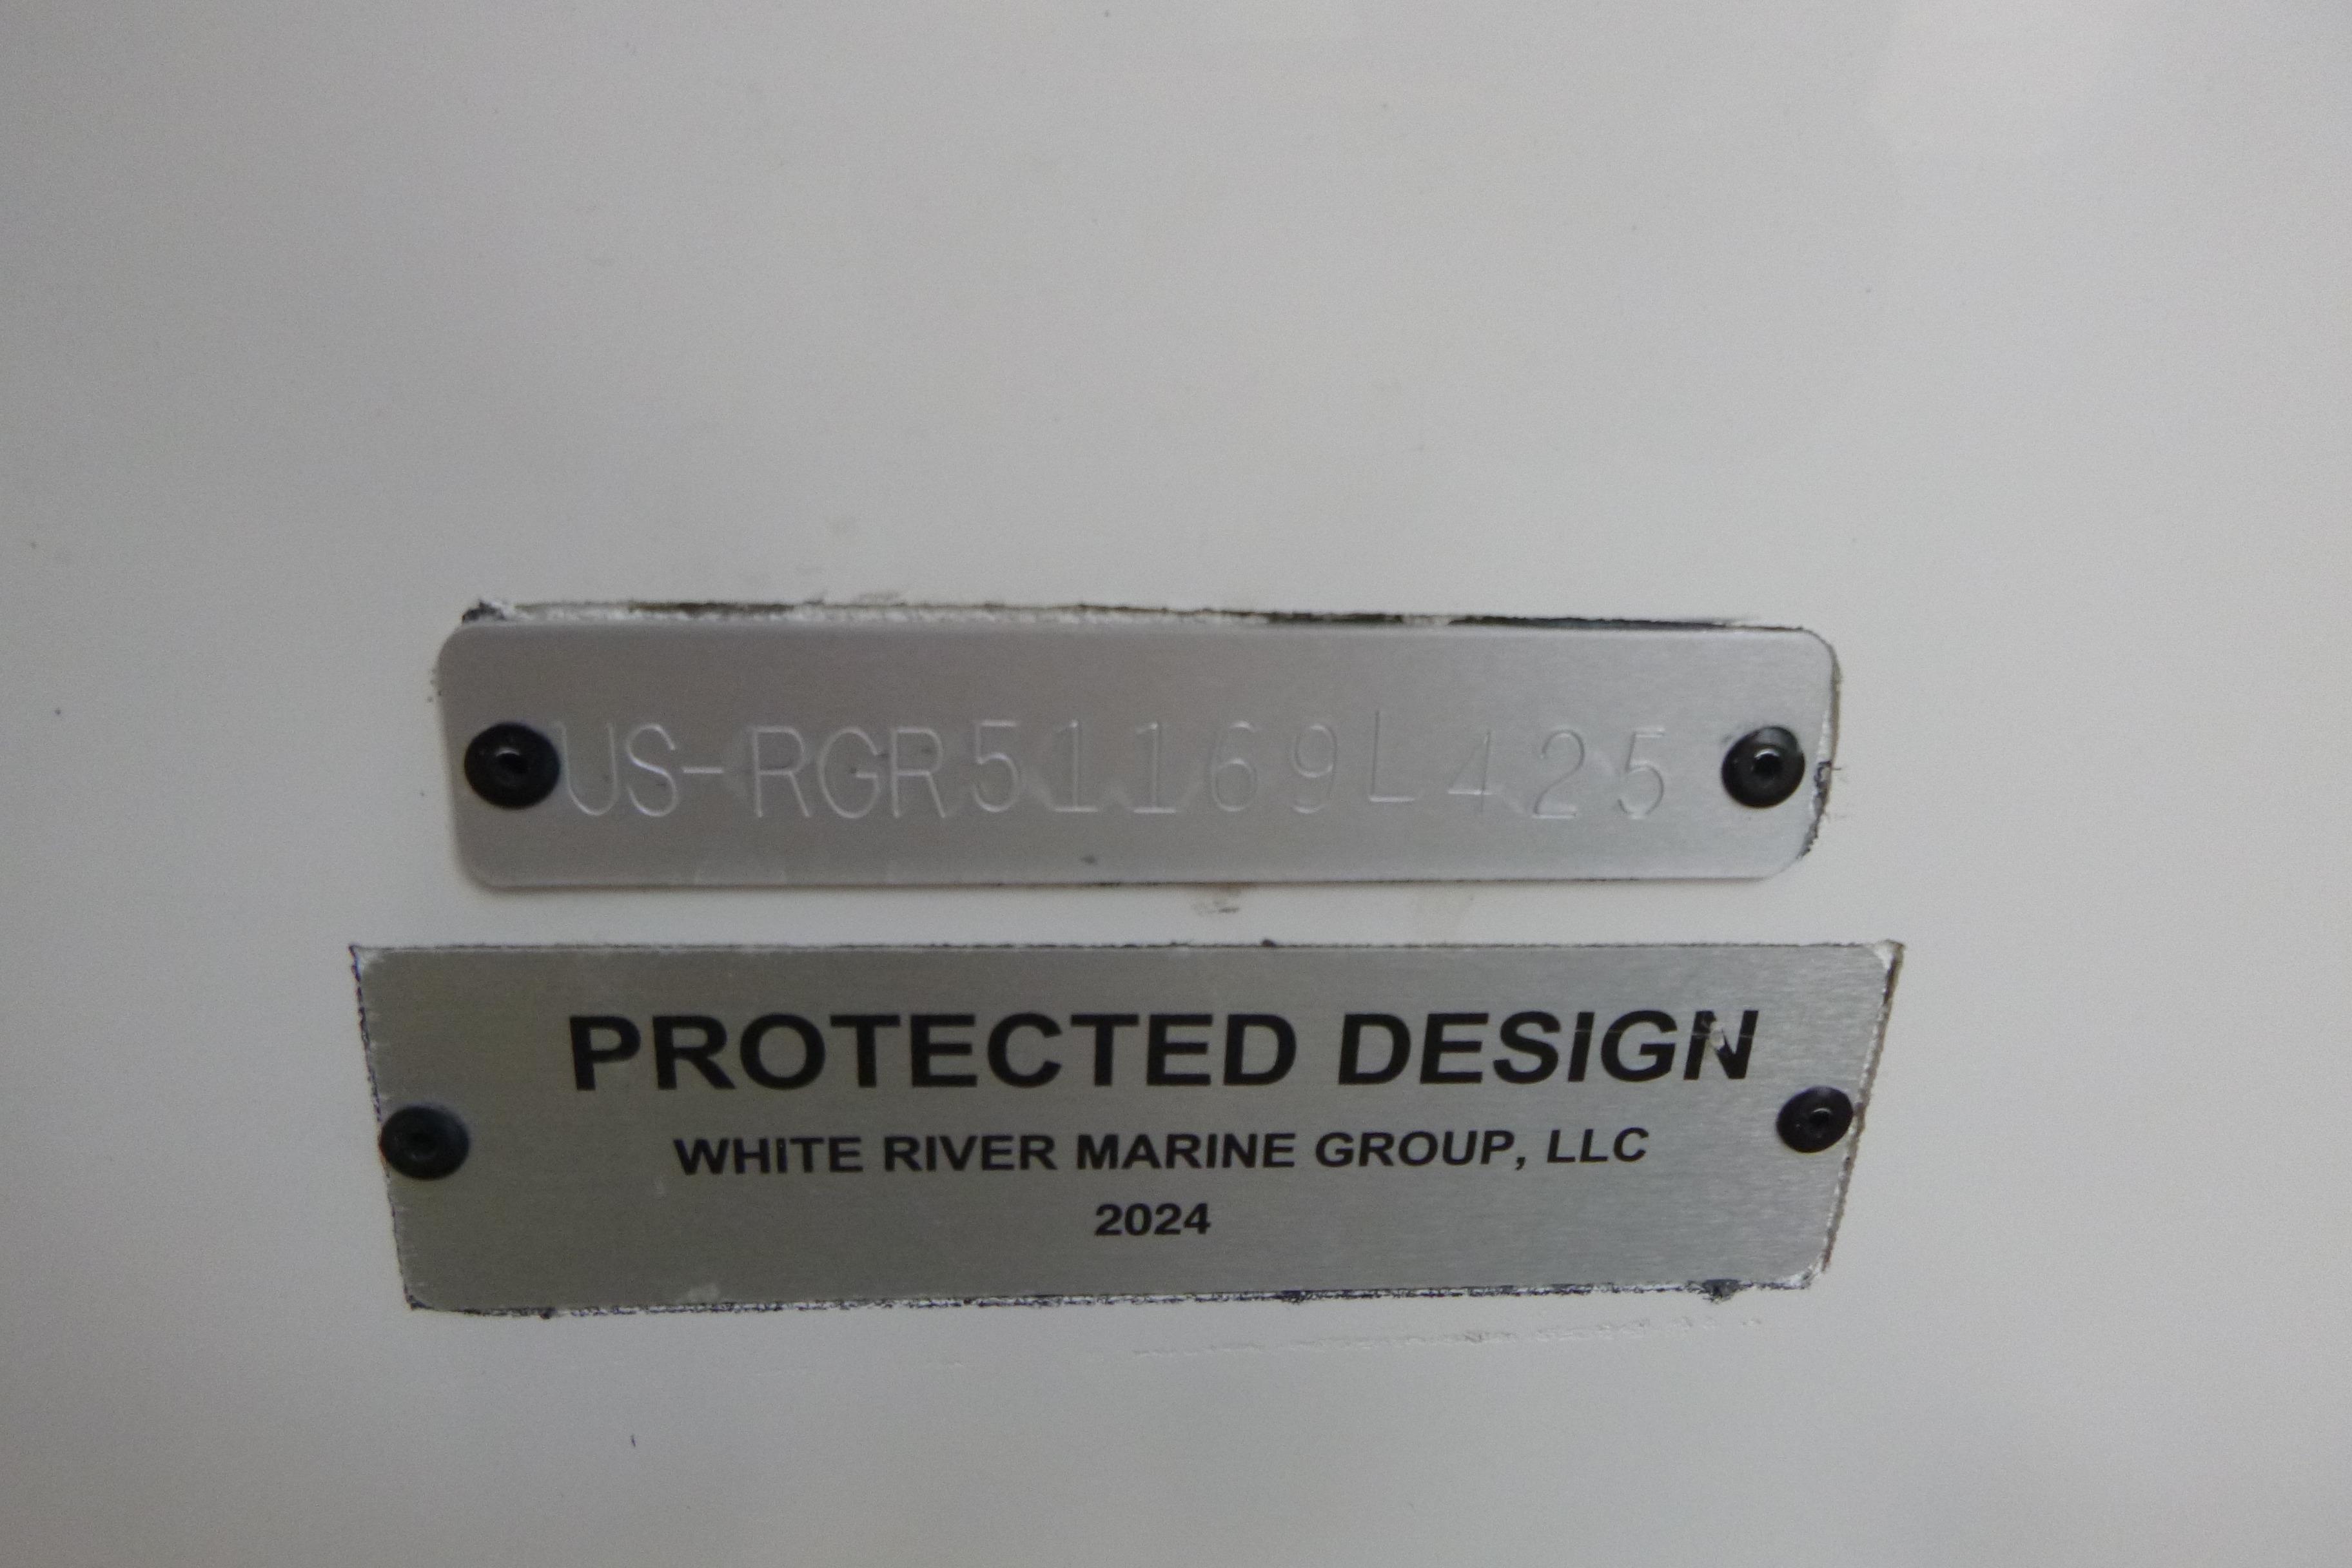 US-RGR51169L425
PROTECTED DESIGN
WHITE RIVER MARINE GROUP, LLC
2024